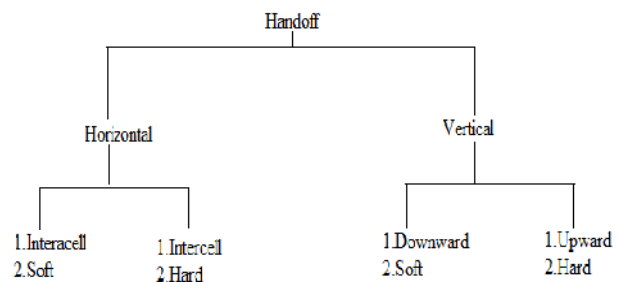 Handoff
Horizontal
Vertical
1.Interacell
2.Soft
1.Intercell
2.Hard
1.Downward
2.Soft
1.Upward
2.Hard